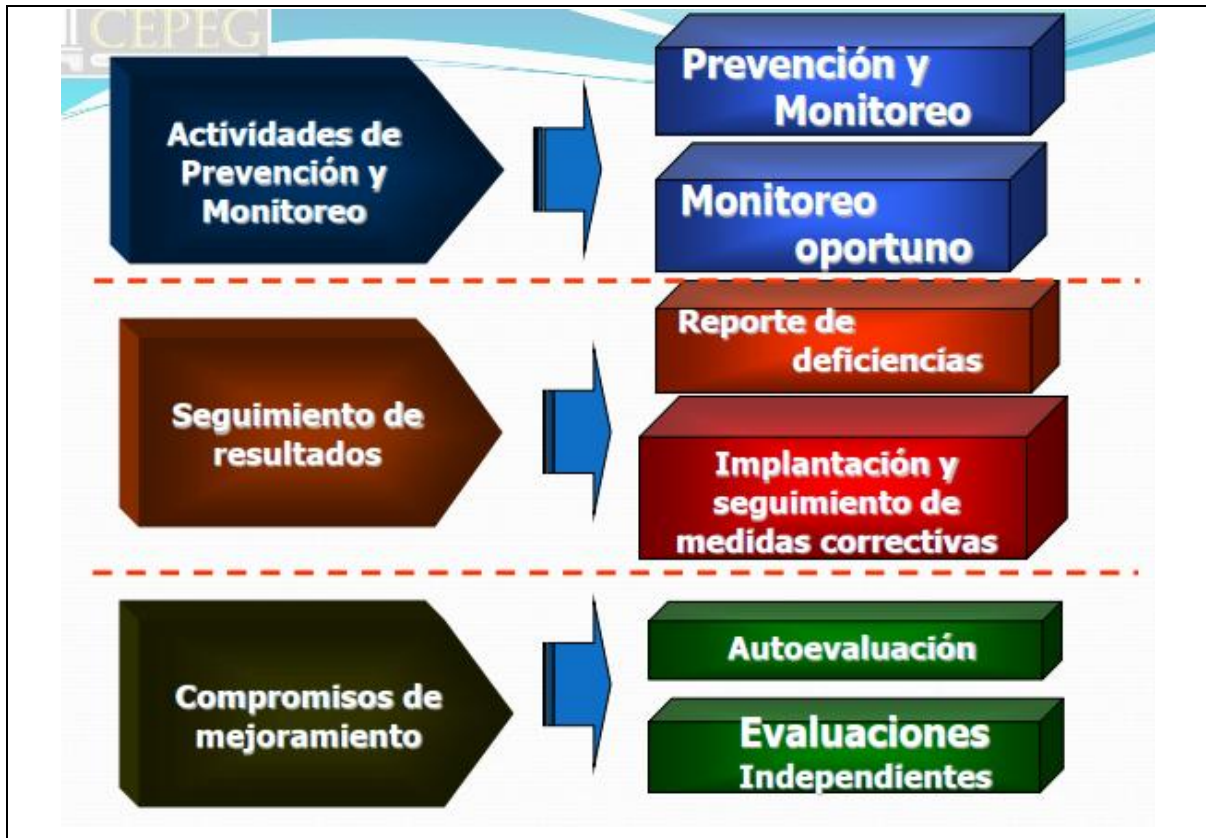 CEPEG
Actividades de
Prevención y
Monitoreo
Prevención y
Monitoreo
Monitoreo
oportuno
Seguimiento de
resultados
Reporte de
deficiencias
Implantación y
seguimiento de
medidas correctivas
Compromisos de
mejoramiento
Autoevaluación
Evaluaciones
Independientes